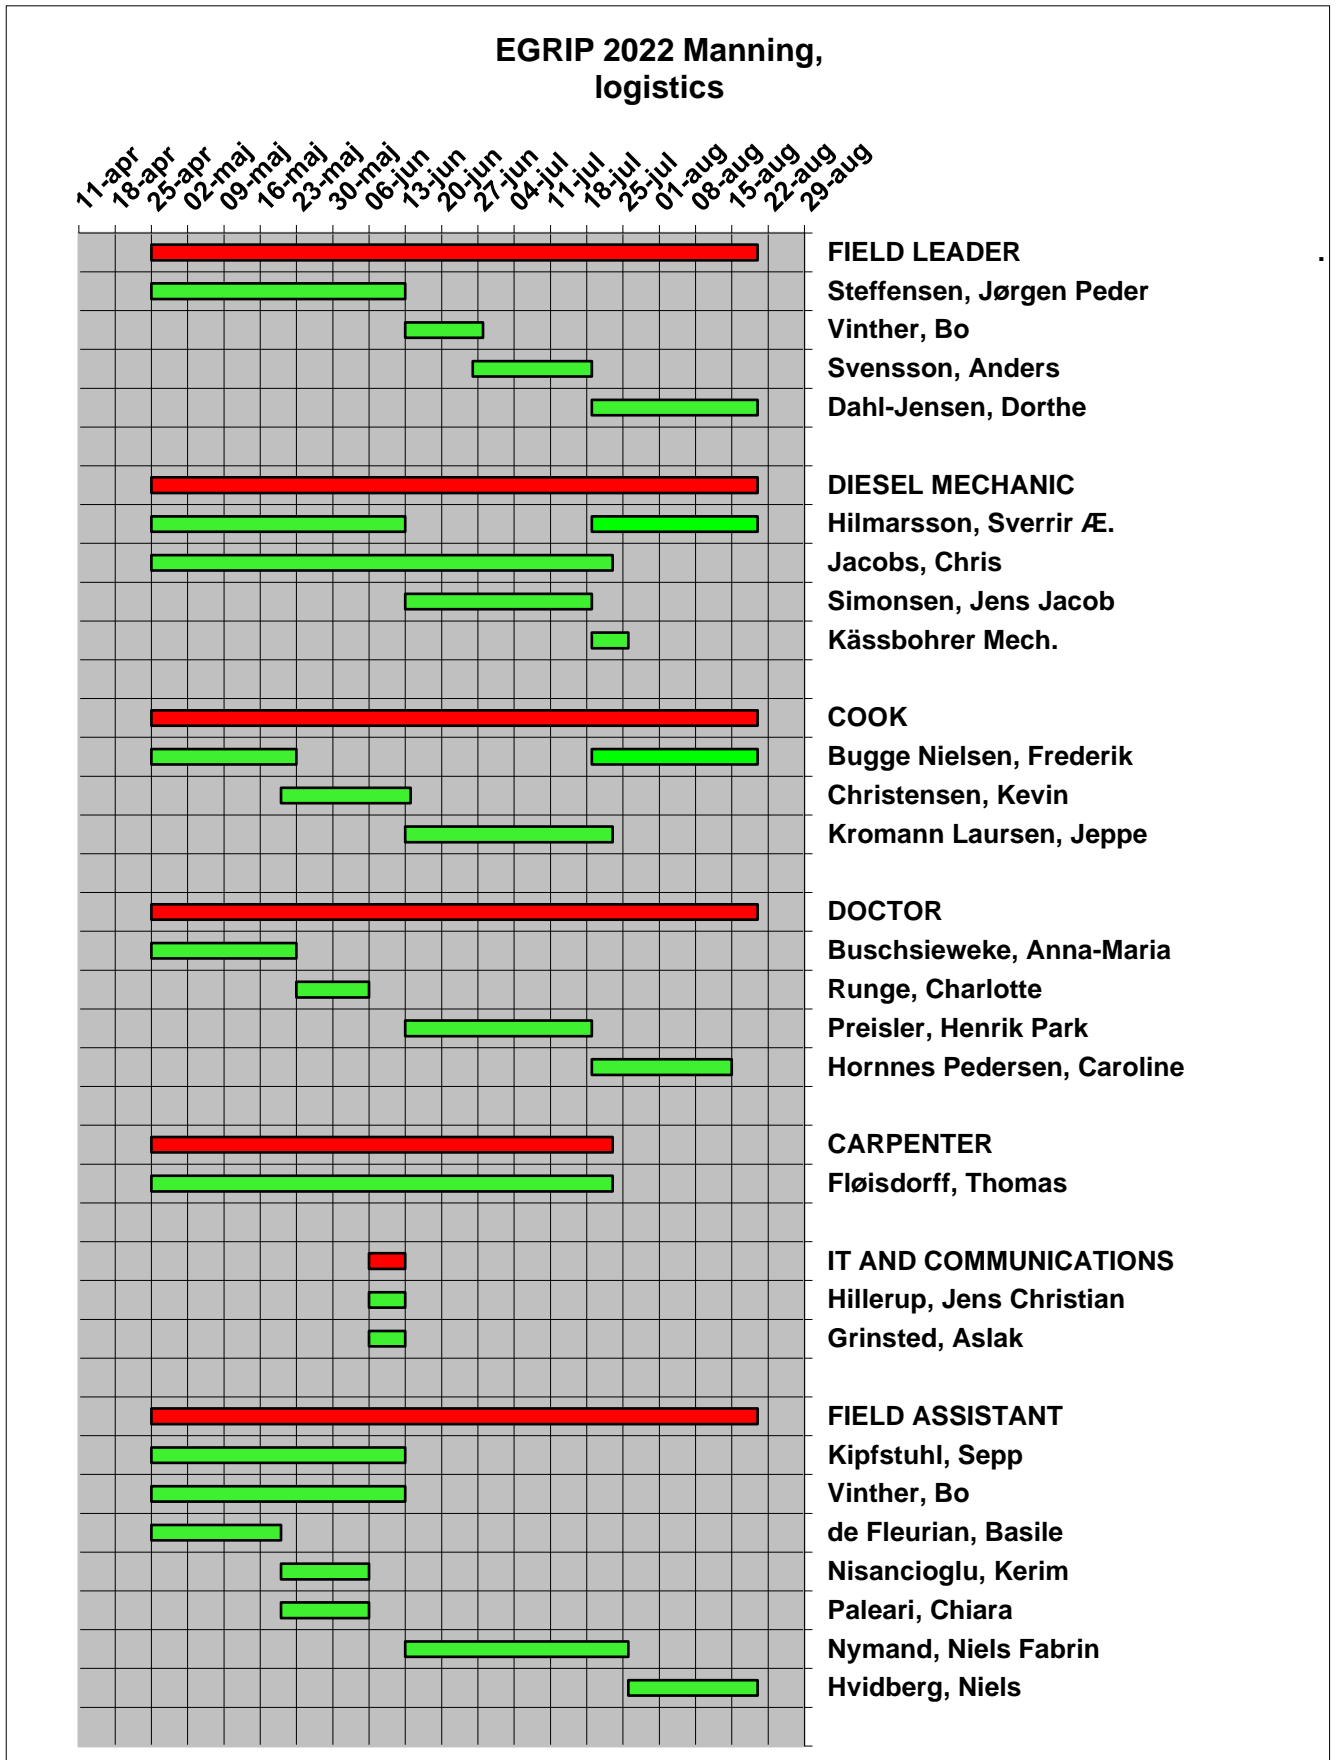 EGRIP 2022 Manning,
logistics
11-apr
18-apr
25-apr
02-maj
09-maj
16-maj
23-maj
30-maj
06-jun
13-jun
20-jun
27-jun
04-jul
11-jul
18-jul
25-jul
01-aug
08-aug
15-aug
22-aug
29-aug
FIELD LEADER .
Steffensen, Jørgen Peder
Vinther, Bo
Svensson, Anders
Dahl-Jensen, Dorthe
DIESEL MECHANIC
Hilmarsson, Sverrir Æ.
Jacobs, Chris
Simonsen, Jens Jacob
Kässbohrer Mech.
COOK
Bugge Nielsen, Frederik
Christensen, Kevin
Kromann Laursen, Jeppe
DOCTOR
Buschsieweke, Anna-Maria
Runge, Charlotte
Preisler, Henrik Park
Hornnes Pedersen, Caroline
CARPENTER
Fløisdorff, Thomas
IT AND COMMUNICATIONS
Hillerup, Jens Christian
Grinsted, Aslak
FIELD ASSISTANT
Kipfstuhl, Sepp
Vinther, Bo
de Fleurian, Basile
Nisancioglu, Kerim
Paleari, Chiara
Nymand, Niels Fabrin
Hvidberg, Niels